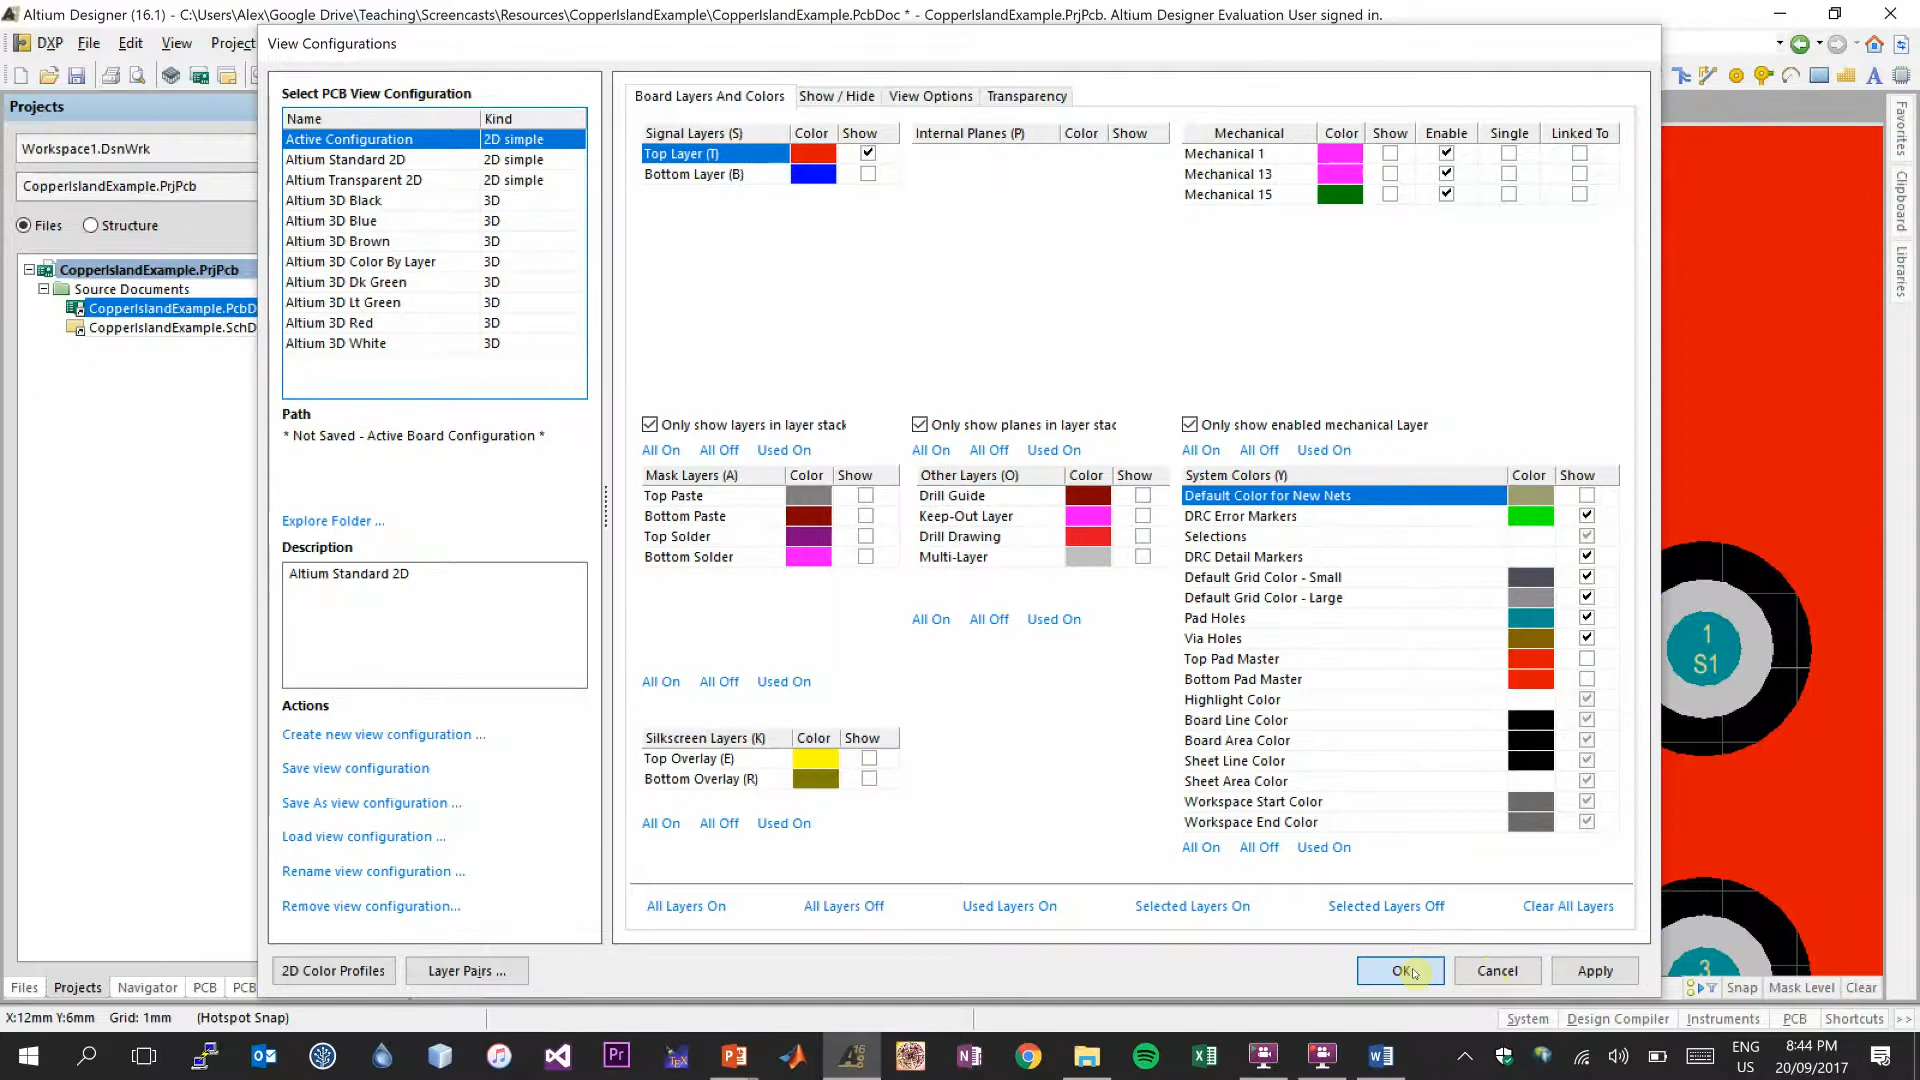 Altium Designer (16.1) - C:\Users\Alex\Google Drive\Teaching\Screencasts\Resources\CopperIslandExample\CopperIslandExample.PcbDoc * - CopperIslandExample.PrjPcb. Altium Designer Evaluation User signed in.
DXP File Edit View Project
View Configurations
Projects
Workspace1.DsnWrk
CopperIslandExample.PrjPcb
Files Structure
CopperIslandExample.PrjPcb
Source Documents
CopperIslandExample.PcbD
CopperIslandExample.SchD
Select PCB View Configuration
Name Kind
Active Configuration 2D simple
Altium Standard 2D 2D simple
Altium Transparent 2D 2D simple
Altium 3D Black 3D
Altium 3D Blue 3D
Altium 3D Brown 3D
Altium 3D Color By Layer 3D
Altium 3D Dk Green 3D
Altium 3D Lt Green 3D
Altium 3D Red 3D
Altium 3D White 3D
Path
* Not Saved - Active Board Configuration *
Explore Folder ...
Description
Altium Standard 2D
Actions
Create new view configuration ...
Save view configuration
Save As view configuration ...
Load view configuration ...
Rename view configuration ...
Remove view configuration...
Board Layers And Colors Show / Hide View Options Transparency
Signal Layers (S) Color Show
Top Layer (T)
Bottom Layer (B)
Only show layers in layer stack
All On All Off Used On
Internal Planes (P) Color Show
Only show planes in layer stac
All On All Off Used On
Mechanical Color Show Enable Single Linked To
Mechanical 1
Mechanical 13
Mechanical 15
Only show enabled mechanical Layer
All On All Off Used On
Mask Layers (A) Color Show
Top Paste
Bottom Paste
Top Solder
Bottom Solder
All On All Off Used On
Other Layers (O) Color Show
Drill Guide
Keep-Out Layer
Drill Drawing
Multi-Layer
All On All Off Used On
System Colors (Y) Color Show
Default Color for New Nets
DRC Error Markers
Selections
DRC Detail Markers
Default Grid Color - Small
Default Grid Color - Large
Pad Holes
Via Holes
Top Pad Master
Bottom Pad Master
Highlight Color
Board Line Color
Board Area Color
Sheet Line Color
Sheet Area Color
Workspace Start Color
Workspace End Color
All On All Off Used On
Silkscreen Layers (K) Color Show
Top Overlay (E)
Bottom Overlay (R)
All On All Off Used On
All Layers On All Layers Off Used Layers On Selected Layers On Selected Layers Off Clear All Layers
2D Color Profiles Layer Pairs ... OK Cancel Apply
Favorites
Clipboard
Libraries
1
S1
3
Files Projects Navigator PCB PCB
Snap Mask Level Clear
X:12mm Y:6mm Grid: 1mm (Hotspot Snap)
System Design Compiler Instruments PCB Shortcuts >>
ENG
US
8:44 PM
20/09/2017